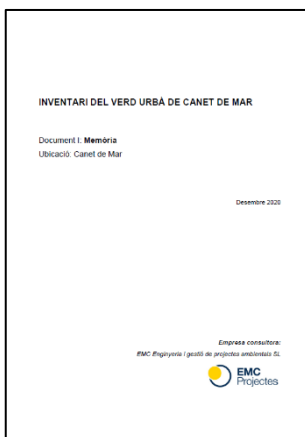 INVENTARI DEL VERD URBÀ DE CANET DE MAR
Document I: Memòria
Ubicació: Canet de Mar
Desembre 2020
Empresa consultora:
EMC Enginyeria i gestió de projectes ambientals SL
EMC
Projectes